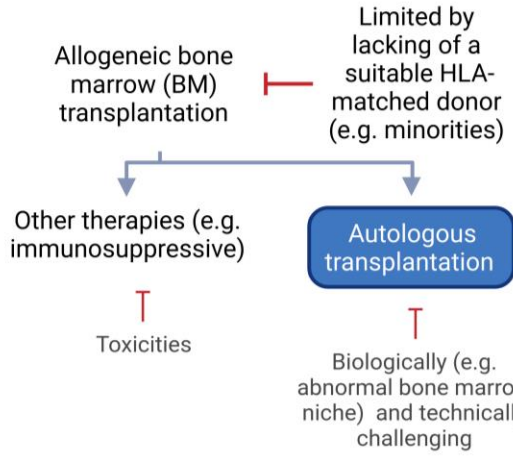 Allogeneic bone
marrow (BM)
transplantation
Limited by
lacking of a
suitable HLA-
matched donor
(e.g. minorities)
Other therapies (e.g.
immunosuppressive)
Autologous
transplantation
Toxicities
Biologically (e.g.
abnormal bone marro
niche) and technicall
challenging